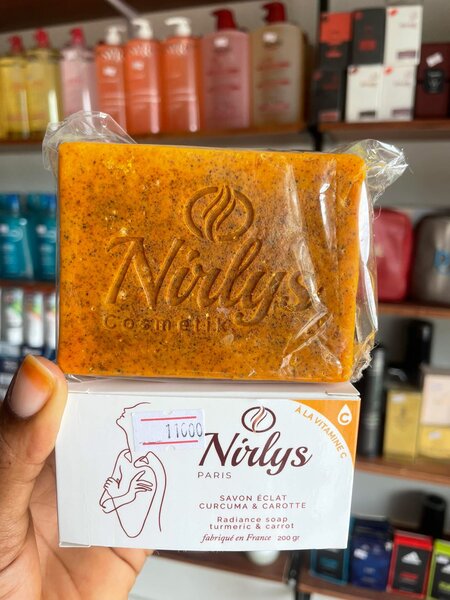 Nirlys
Cosmetik
11000
À LA VITAMINE C
C
Nirlys
PARIS
SAVON ÉCLAT
CURCUMA & CAROTTE
Radiance soap
turmeric & carrot
fabriqué en France 200 gr